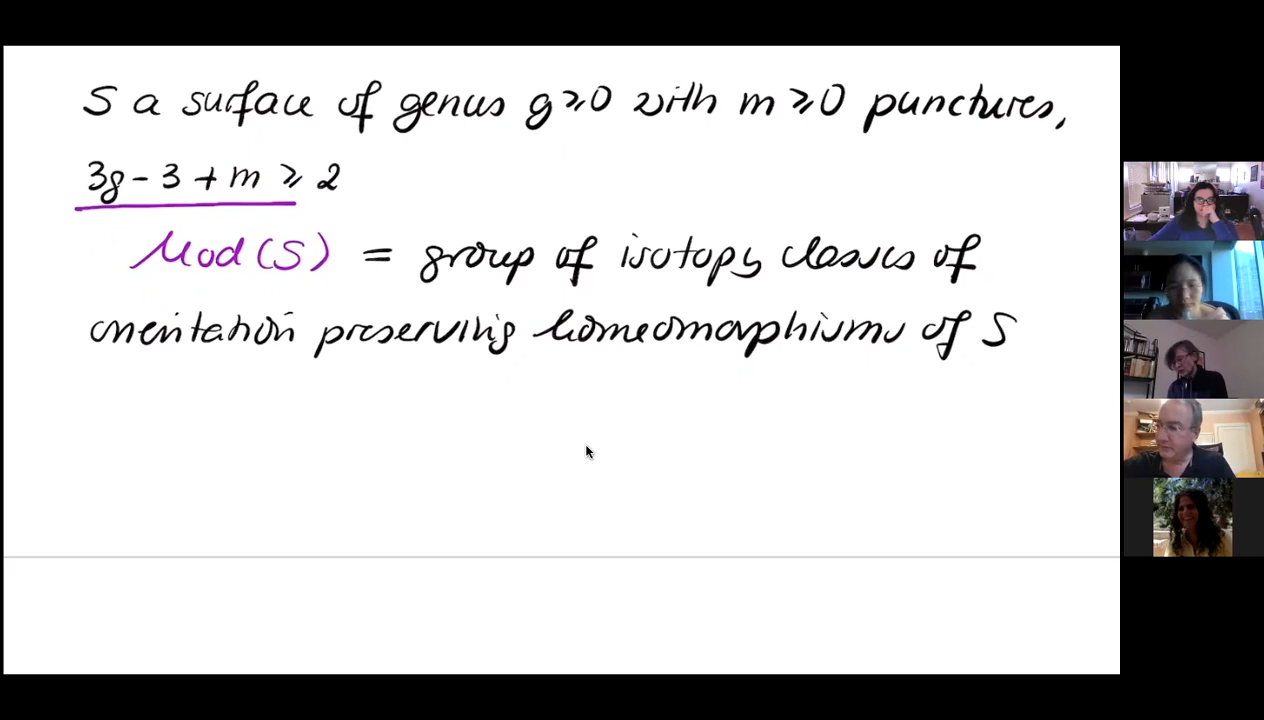 S a surface of genus g ⩾ 0 with m ⩾ 0 punctures,
3g - 3 + m ⩾ 2
Mod(S) = group of isotopy classes of
orientation preserving homeomorphisms of S